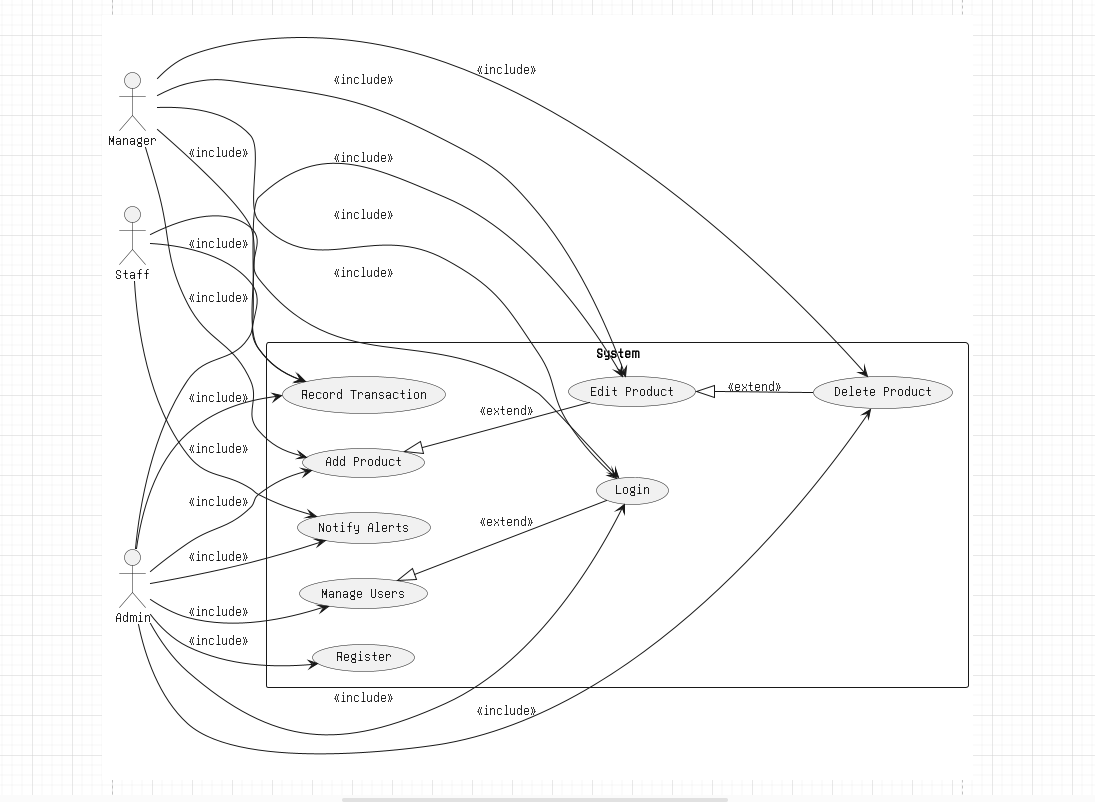 «include»
«include»
Manager
«include»
«include»
«include»
«include»
Staff
«include»
«include»
System
Record Transaction
Edit Product
«extend»
Delete Product
«include»
«extend»
«include»
Add Product
Login
«include»
Notify Alerts
«extend»
«include»
Manage Users
Admin
«include»
«include»
Register
«include»
«include»